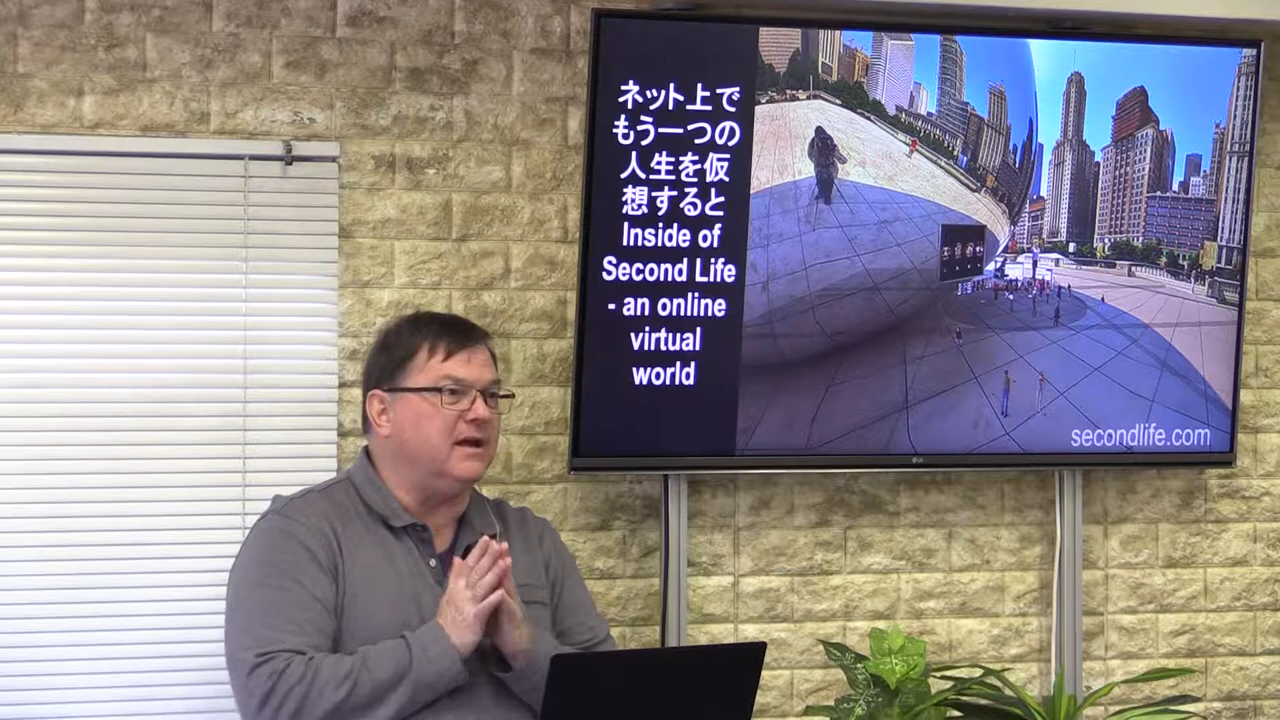 ネット上で
もう一つの
人生を仮
想すると
Inside of
Second Life
- an online
virtual
world
secondlife.com
LG